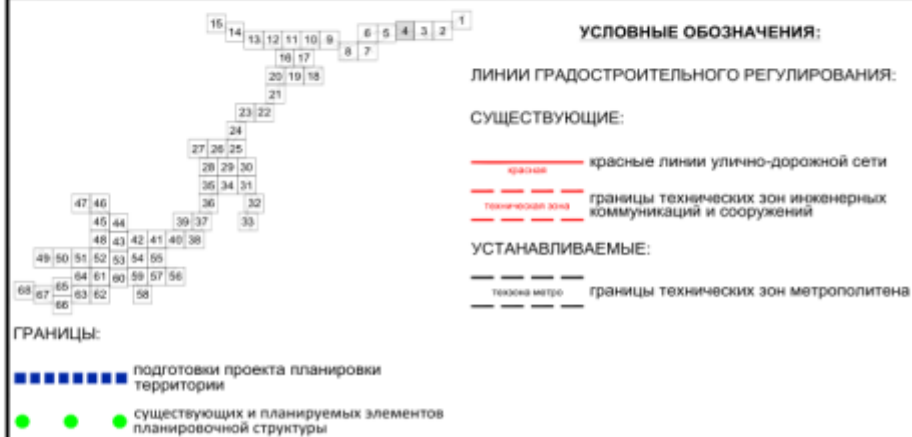 15 14 13 12 11 10 9 8 7 6 5 4 3 2 1
16 17
20 19 18
21
23 22
24
27 26 25
28 29 30
35 34 31
36 32
47 46
45 44 39 37 33
48 43 42 41 40 38
49 50 51 52 53 54 55
64 61 60 59 57 56
68 67 65 63 62 58
66
УСЛОВНЫЕ ОБОЗНАЧЕНИЯ:
ЛИНИИ ГРАДОСТРОИТЕЛЬНОГО РЕГУЛИРОВАНИЯ:
СУЩЕСТВУЮЩИЕ:
красная
красные линии улично-дорожной сети
техническая зона
границы технических зон инженерных
коммуникаций и сооружений
УСТАНАВЛИВАЕМЫЕ:
техзона метро
границы технических зон метрополитена
ГРАНИЦЫ:
подготовки проекта планировки
территории
существующих и планируемых элементов
планировочной структуры